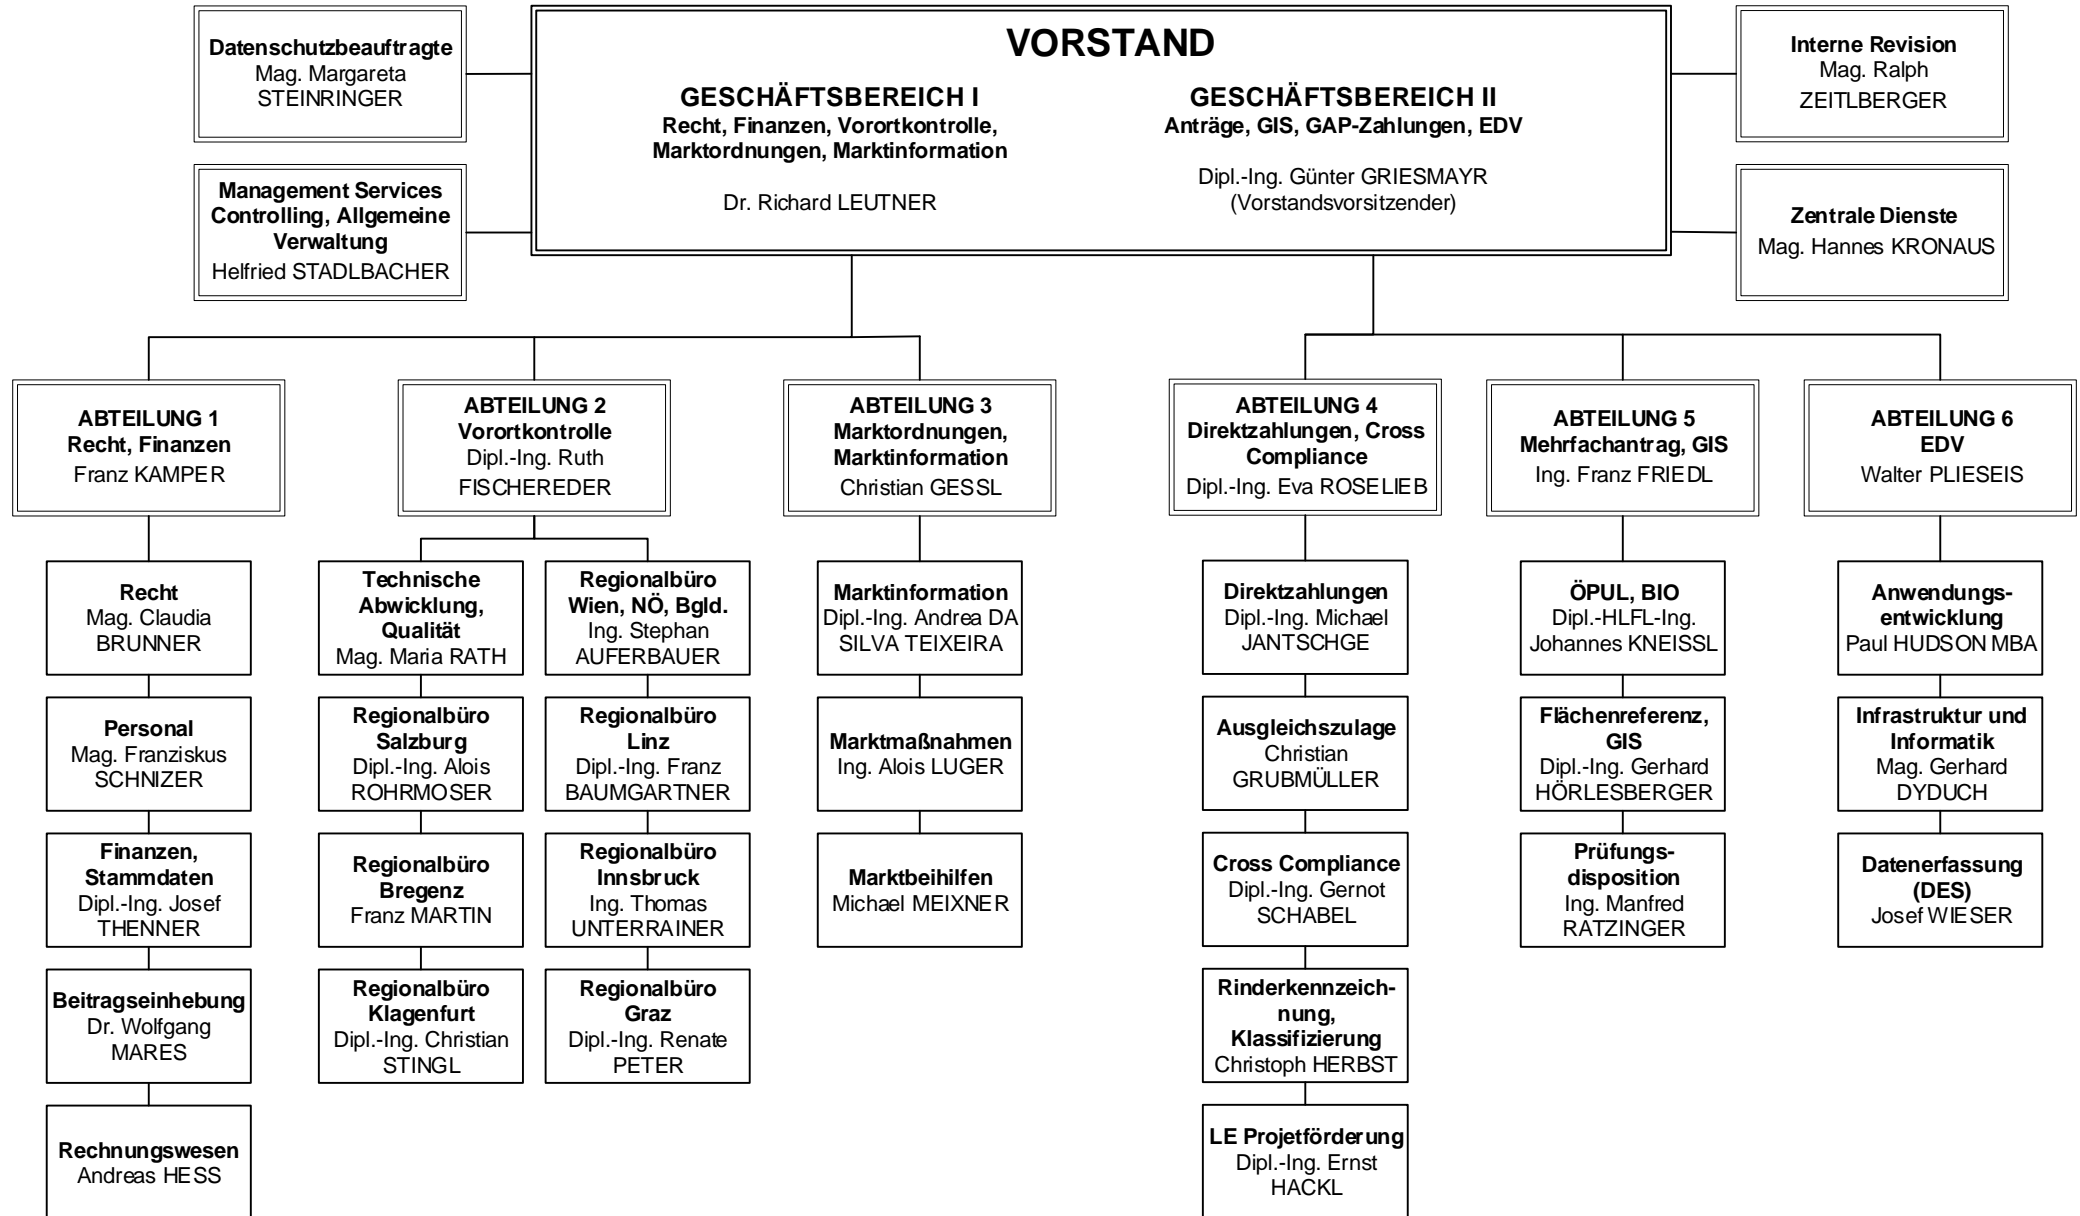 Datenschutzbeauftragte
Mag. Margareta
STEINRINGER
Management Services
Controlling, Allgemeine
Verwaltung
Helfried STADLBACHER
VORSTAND
GESCHÄFTSBEREICH I
Recht, Finanzen, Vorortkontrolle,
Marktordnungen, Marktinformation
Dr. Richard LEUTNER
GESCHÄFTSBEREICH II
Anträge, GIS, GAP-Zahlungen, EDV
Dipl.-Ing. Günter GRIESMAYR
(Vorstandsvorsitzender)
Interne Revision
Mag. Ralph
ZEITLBERGER
Zentrale Dienste
Mag. Hannes KRONAUS
ABTEILUNG 1
Recht, Finanzen
Franz KAMPER
Recht
Mag. Claudia
BRUNNER
Personal
Mag. Franziskus
SCHNIZER
Finanzen,
Stammdaten
Dipl.-Ing. Josef
THENNER
Beitragseinhebung
Dr. Wolfgang
MARES
Rechnungswesen
Andreas HESS
ABTEILUNG 2
Vorortkontrolle
Dipl.-Ing. Ruth
FISCHEREDER
Technische
Abwicklung,
Qualität
Mag. Maria RATH
Regionalbüro
Salzburg
Dipl.-Ing. Alois
ROHRMOSER
Regionalbüro
Bregenz
Franz MARTIN
Regionalbüro
Klagenfurt
Dipl.-Ing. Christian
STINGL
Regionalbüro
Wien, NÖ, Bgld.
Ing. Stephan
AUFERBAUER
Regionalbüro
Linz
Dipl.-Ing. Franz
BAUMGARTNER
Regionalbüro
Innsbruck
Ing. Thomas
UNTERRAINER
Regionalbüro
Graz
Dipl.-Ing. Renate
PETER
ABTEILUNG 3
Marktordnungen,
Marktinformation
Christian GESSL
Marktinformation
Dipl.-Ing. Andrea DA
SILVA TEIXEIRA
Marktmaßnahmen
Ing. Alois LUGER
Marktbeihilfen
Michael MEIXNER
ABTEILUNG 4
Direktzahlungen, Cross
Compliance
Dipl.-Ing. Eva ROSELIEB
Direktzahlungen
Dipl.-Ing. Michael
JANTSCHGE
Ausgleichszulage
Christian
GRUBMÜLLER
Cross Compliance
Dipl.-Ing. Gernot
SCHABEL
Rinderkennzeich-
nung,
Klassifizierung
Christoph HERBST
LE Projetförderung
Dipl.-Ing. Ernst
HACKL
ABTEILUNG 5
Mehrfachantrag, GIS
Ing. Franz FRIEDL
ÖPUL, BIO
Dipl.-HLFL-Ing.
Johannes KNEISSL
Flächenreferenz,
GIS
Dipl.-Ing. Gerhard
HÖRLESBERGER
Prüfungs-
disposition
Ing. Manfred
RATZINGER
ABTEILUNG 6
EDV
Walter PLIESEIS
Anwendungs-
entwicklung
Paul HUDSON MBA
Infrastruktur und
Informatik
Mag. Gerhard
DYDUCH
Datenerfassung
(DES)
Josef WIESER